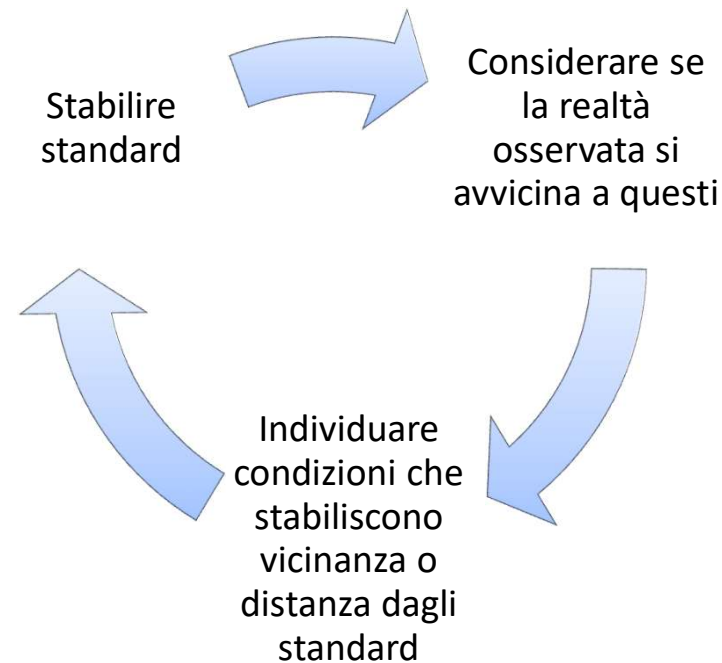 Stabilire
standard
Considerare se
la realtà
osservata si
avvicina a questi
Individuare
condizioni che
stabiliscono
vicinanza o
distanza dagli
standard